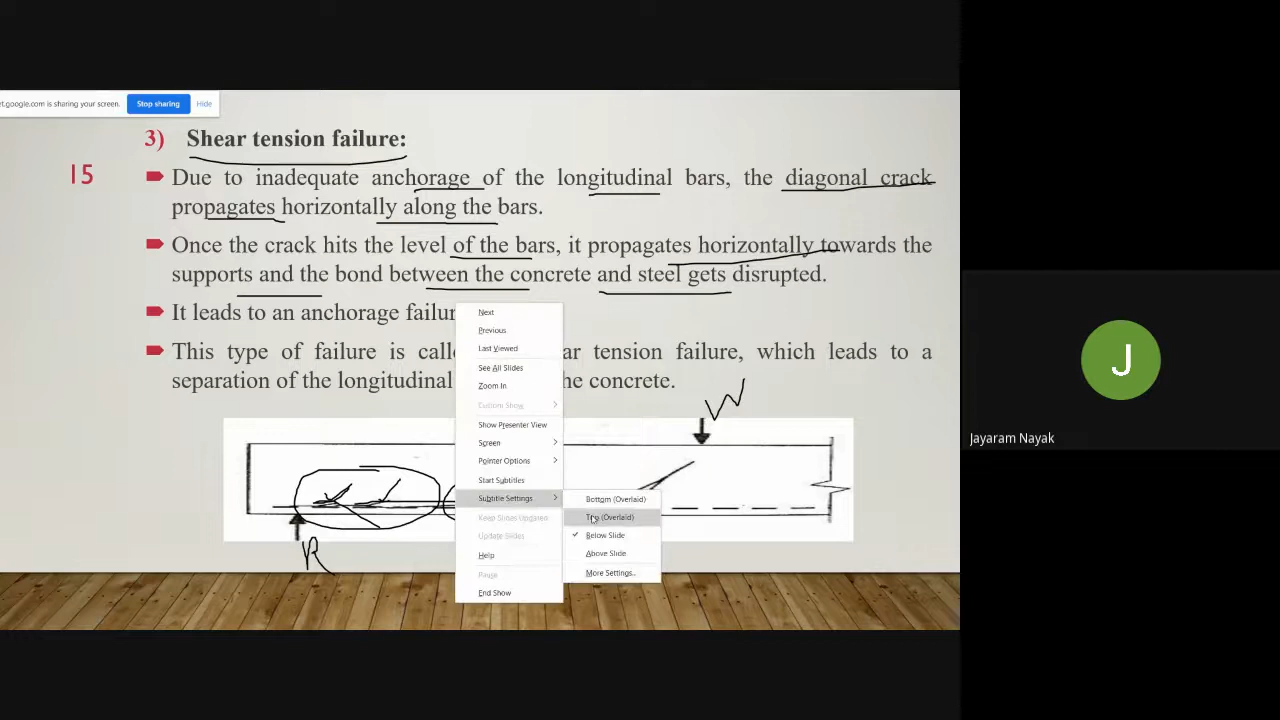 et.google.com is sharing your screen. Stop sharing Hide
3) Shear tension failure:
15
Due to inadequate anchorage of the longitudinal bars, the diagonal crack
propagates horizontally along the bars.
Once the crack hits the level of the bars, it propagates horizontally towards the
supports and the bond between the concrete and steel gets disrupted.
It leads to an anchorage failur
This type of failure is calle ar tension failure, which leads to a
separation of the longitudinal he concrete.
Next
Previous
Last Viewed
See All Slides
Zoom In
Custom Show
Show Presenter View
Screen
Pointer Options
Start Subtitles
Subtitle Settings
Keep Slides Updated
Update Slides
Help
Pause
End Show
Bottom (Overlaid)
Top (Overlaid)
Below Slide
Above Slide
More Settings...
W
R
J
Jayaram Nayak